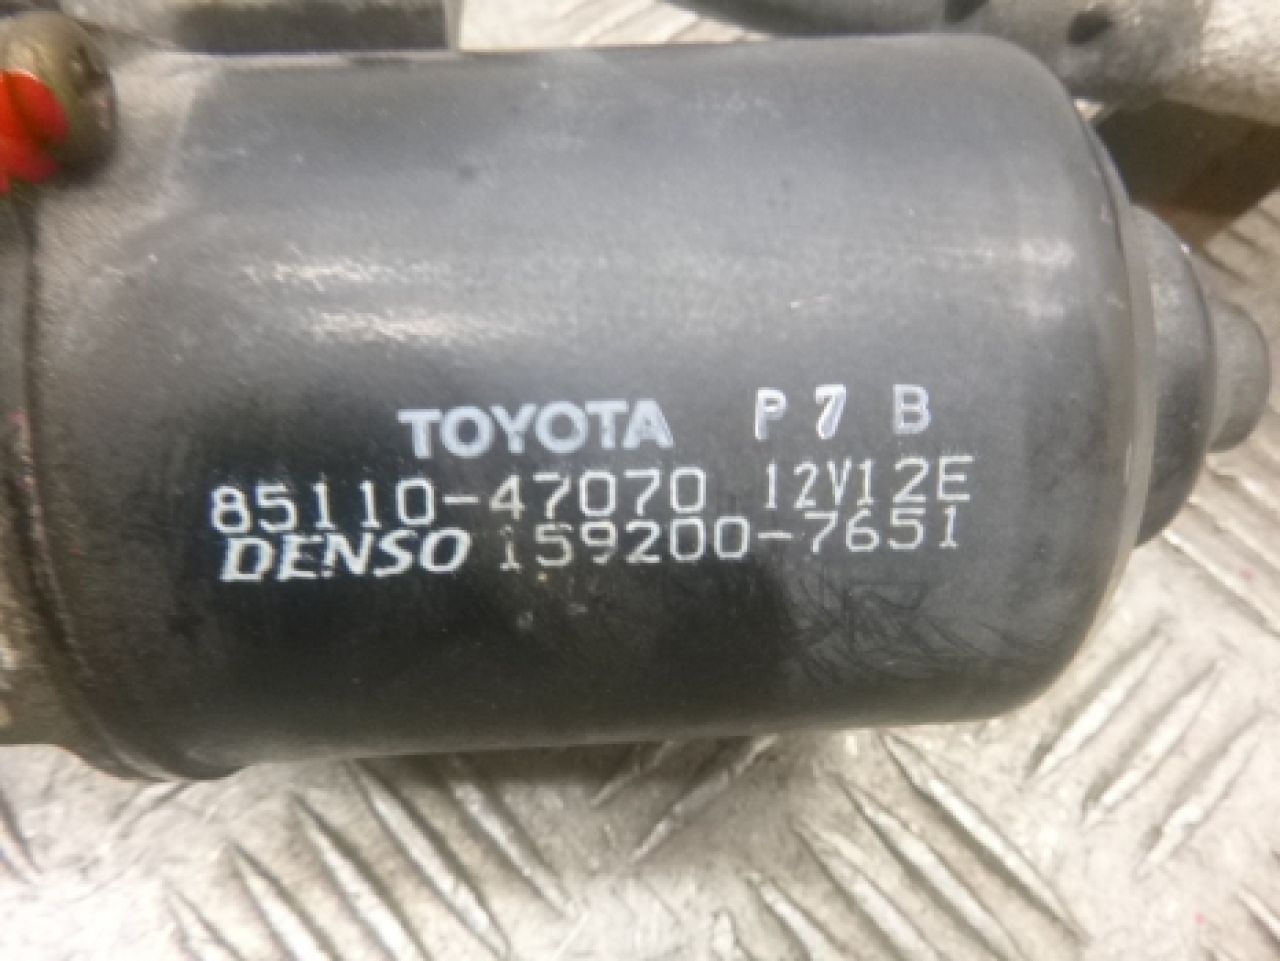 TOYOTA P 7 B
85110-47070 12V12E
DENSO 159200-7651